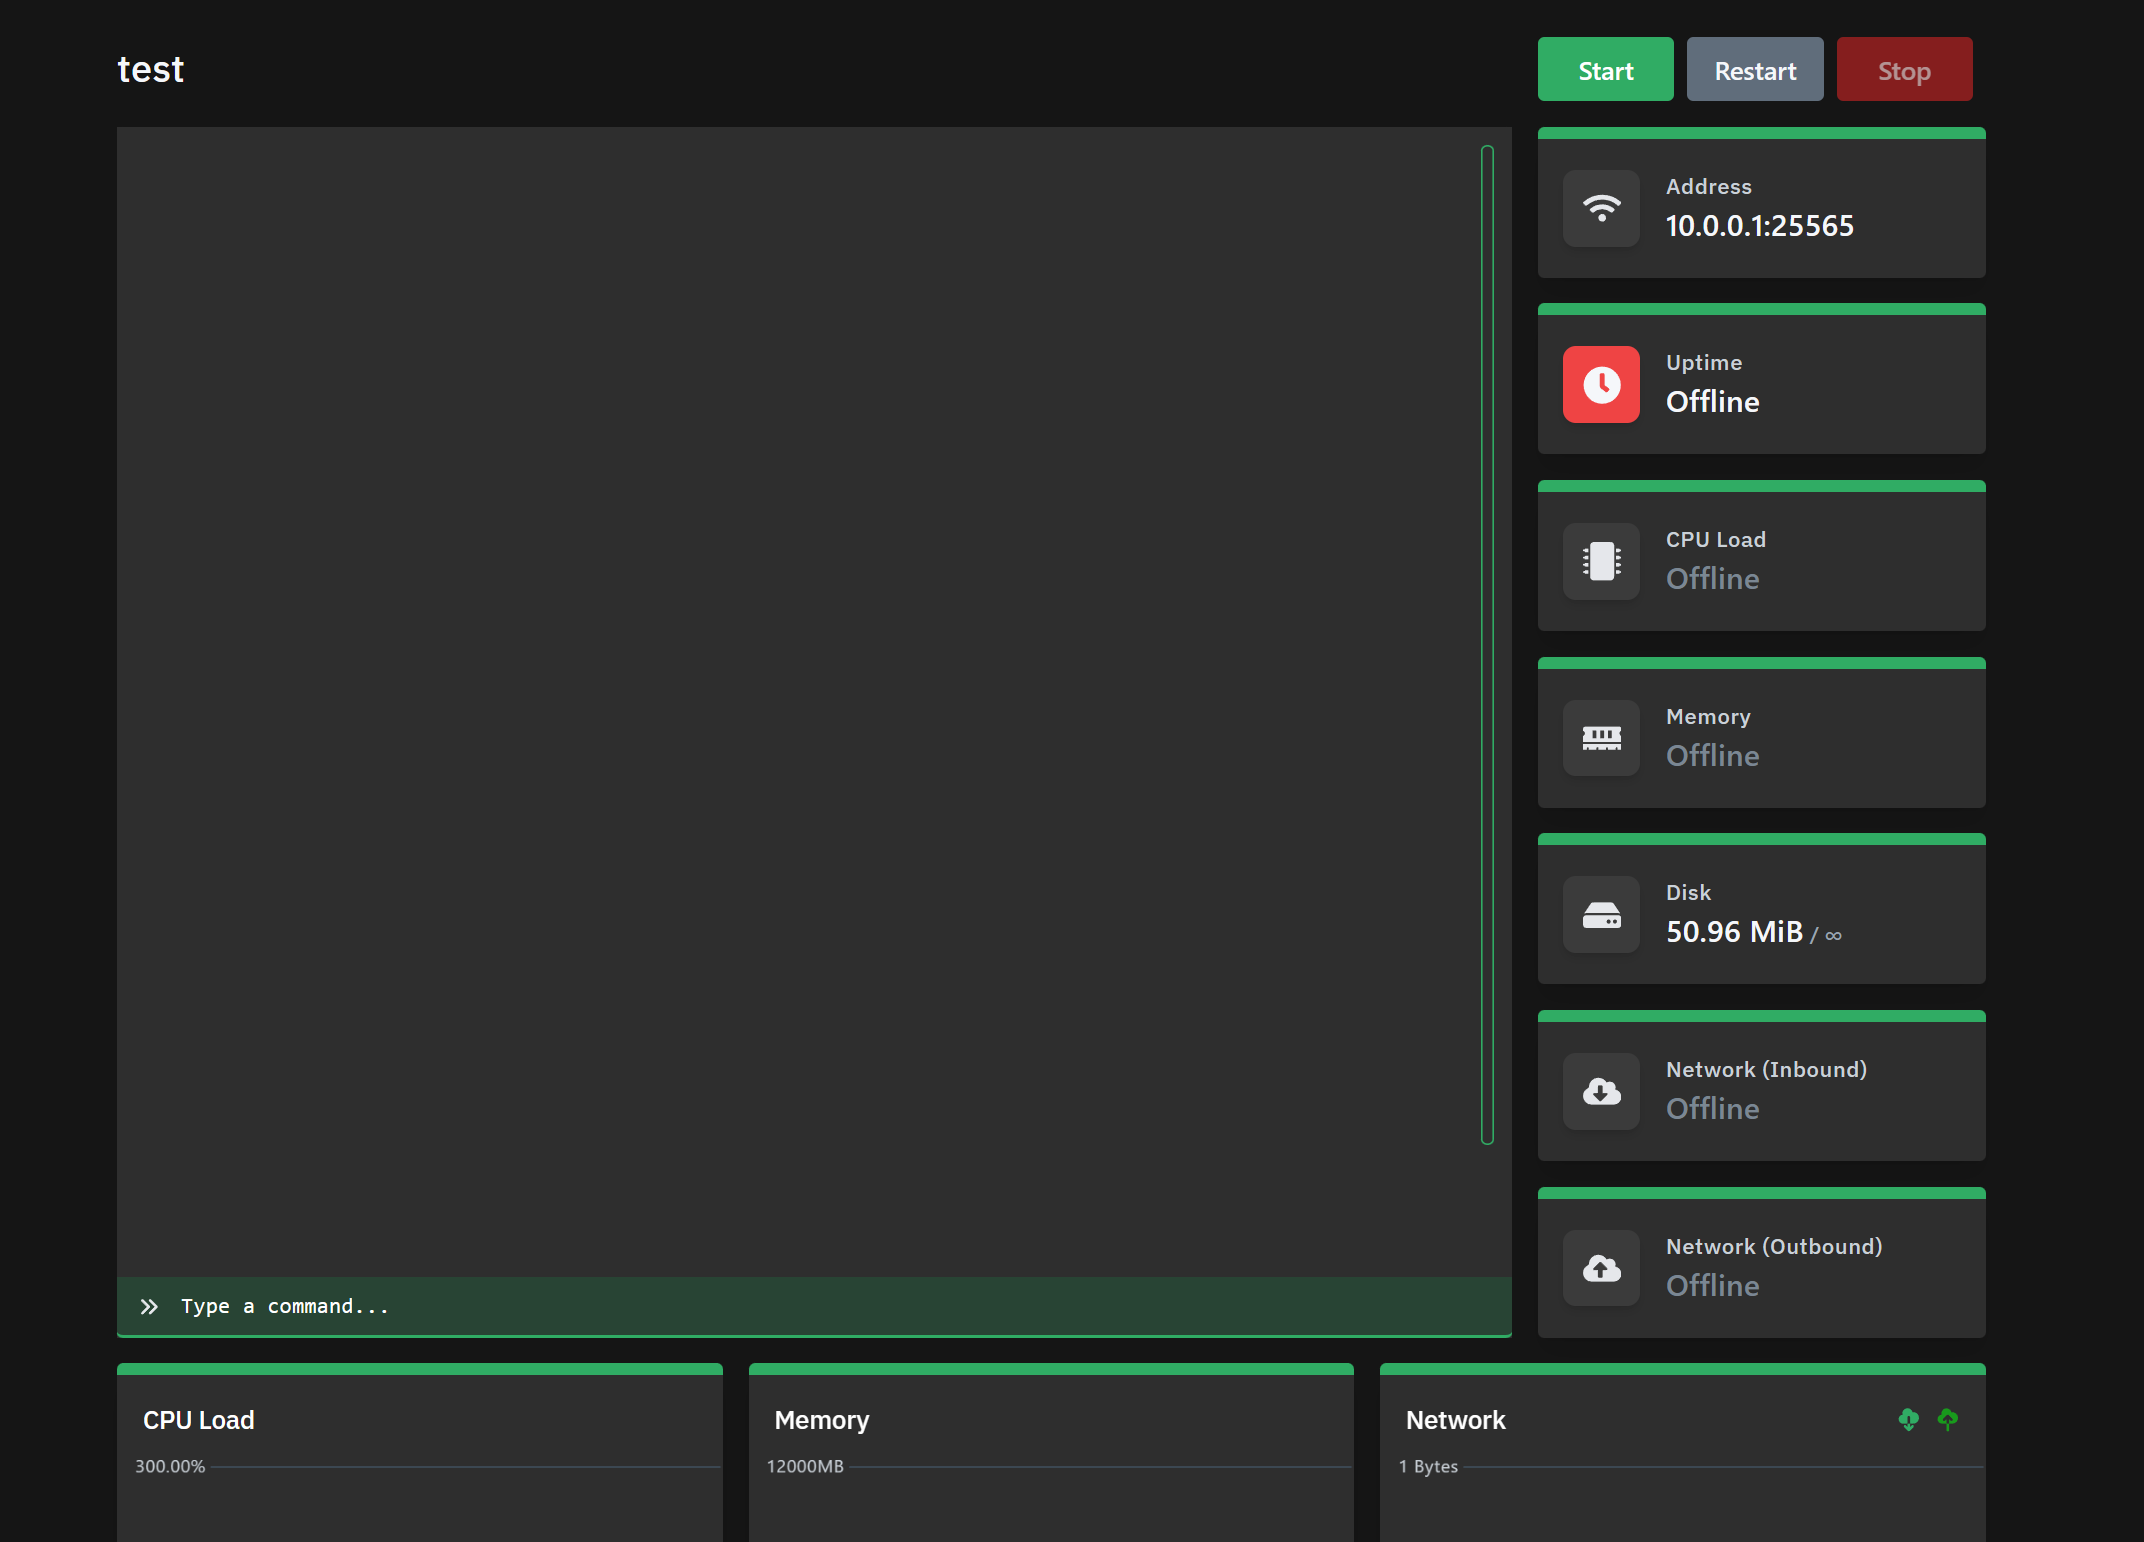 test
Start
Restart
Stop
Address
10.0.0.1:25565
Uptime
Offline
CPU Load
Offline
Memory
Offline
Disk
50.96 MiB / ∞
Network (Inbound)
Offline
Network (Outbound)
Offline
Type a command...
CPU Load
300.00%
Memory
12000MB
Network
1 Bytes